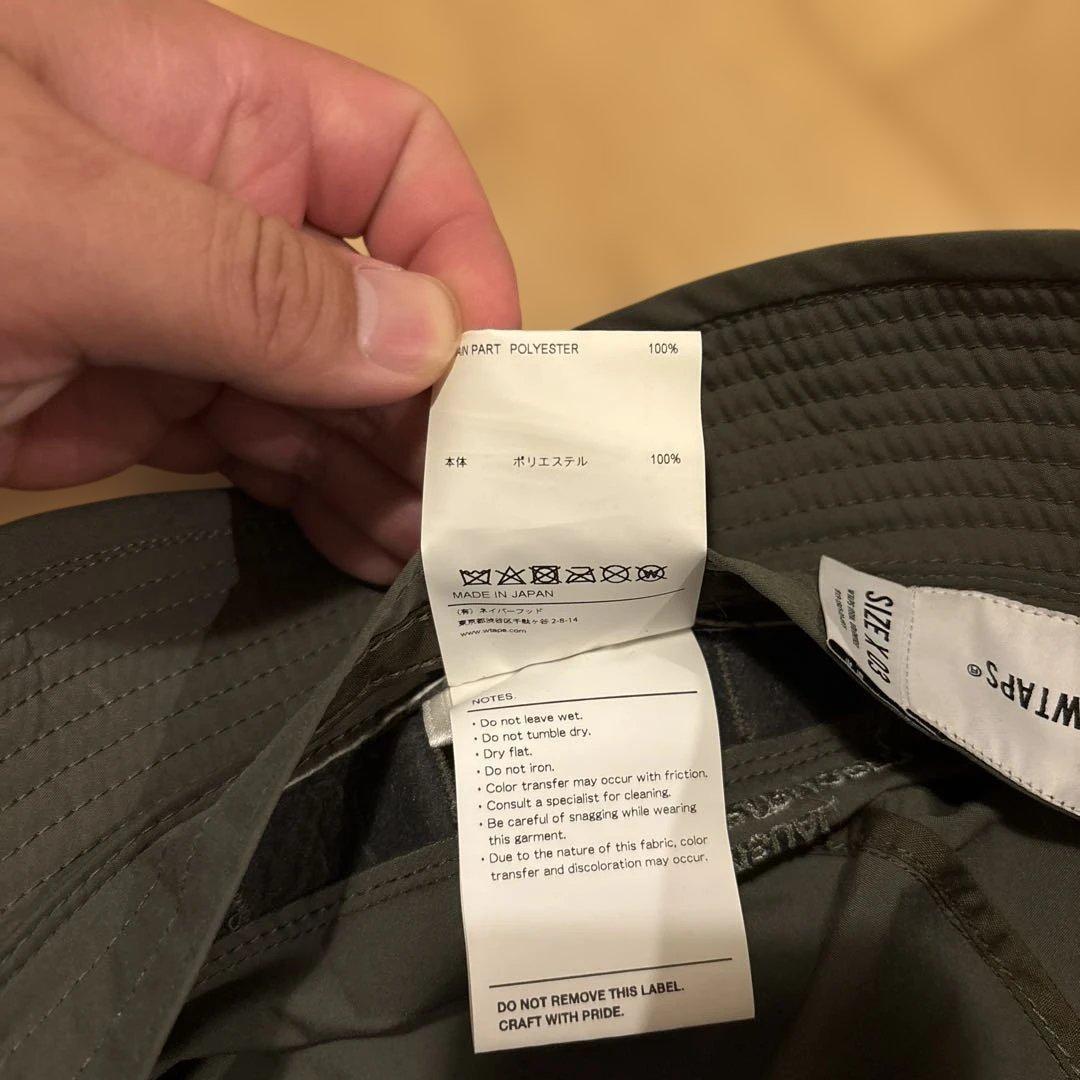 PART POLYESTER 100%
本体 ポリエステル 100%
MADE IN JAPAN
(有) ネイバーフッド
東京都渋谷区千駄ヶ谷 2-8-14
www.wtaps.com
NOTES.
・Do not leave wet.
・Do not tumble dry.
・Dry flat.
・Do not iron.
・Color transfer may occur with friction.
・Consult a specialist for cleaning.
・Be careful of snagging while wearing
this garment.
・Due to the nature of this fabric, color
transfer and discoloration may occur.
DO NOT REMOVE THIS LABEL.
CRAFT WITH PRIDE.
SIZE.X 03
WTAPS®